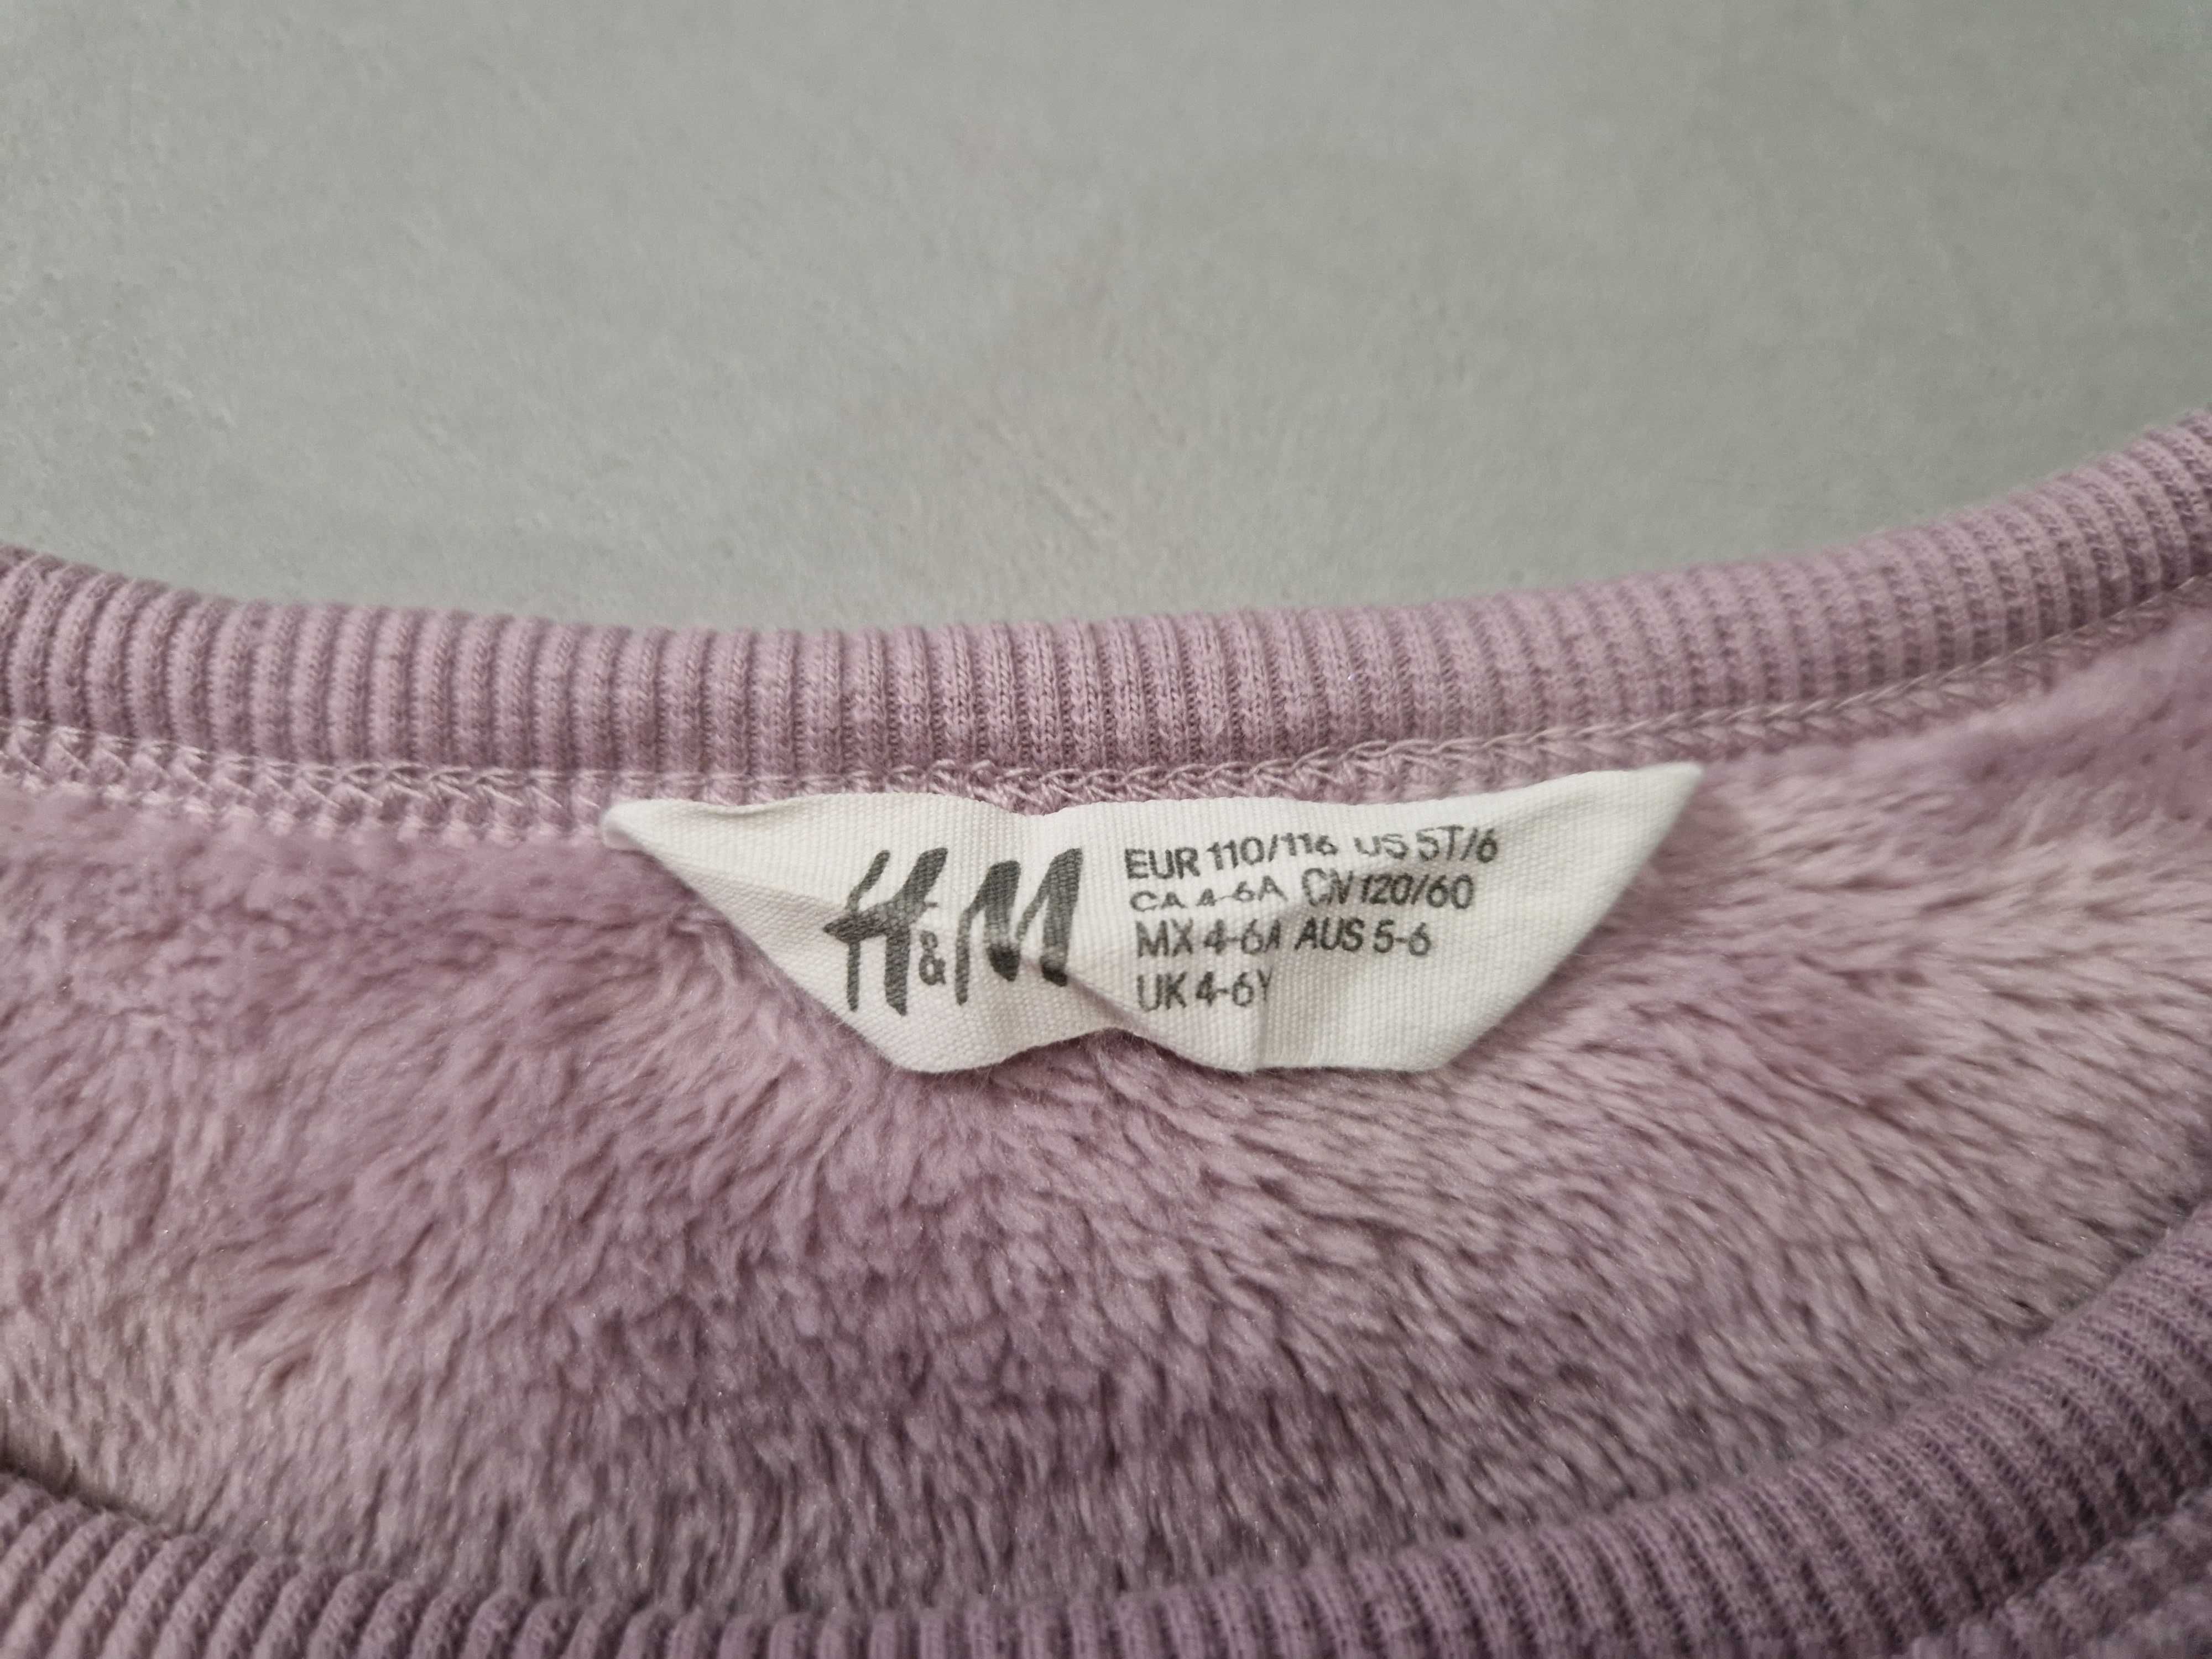 H&M
EUR 110/116 US 5T/6
CA 4-6A CN 120/60
MX 4-6A AUS 5-6
UK 4-6Y